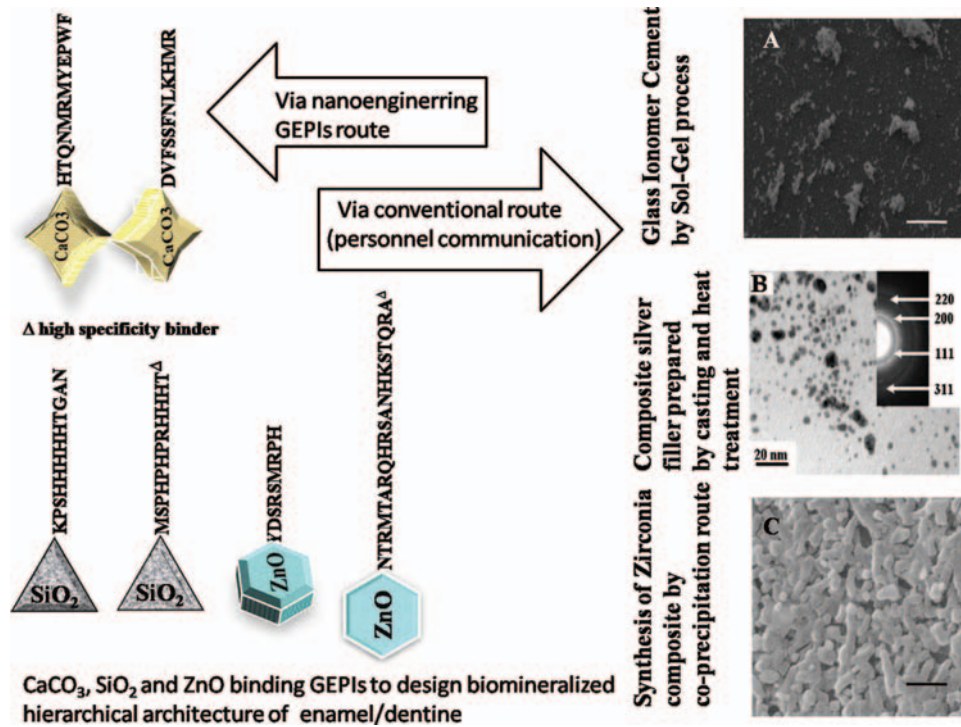 HTQNMRMYEPWF
DVFSSFNLKHMR
CaCO3
CaCO3
Δ high specificity binder
Via nanoenginerring
GEPIs route
Via conventional route
(personnel communication)
KPSHHHHTGAN
MSPHPHPRHHHTΔ
YDSRSMRPH
NTRMTARQHRSANHKSTQRAΔ
SiO2
SiO2
ZnO
ZnO
CaCO3, SiO2 and ZnO binding GEPIs to design biomineralized
hierarchical architecture of enamel/dentine
Glass Ionomer Cement
by Sol-Gel process
A
Composite silver
filler prepared
by casting and heat
treatment
B
220
200
111
311
20 nm
Synthesis of Zirconia
composite by
co-precipitation route
C